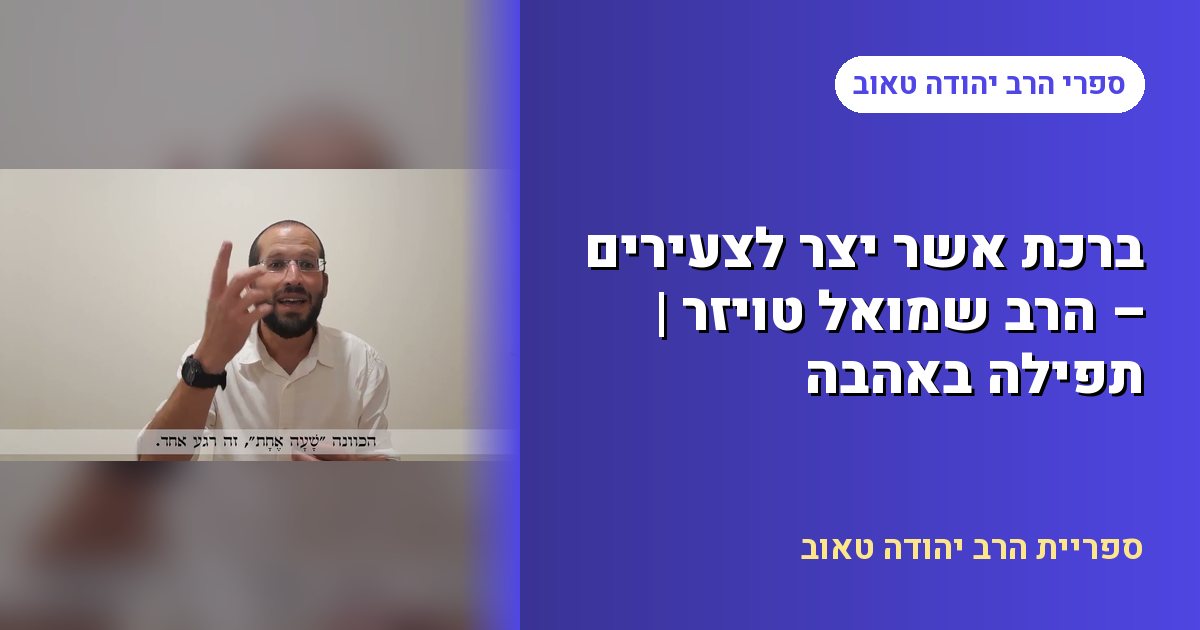 ספרי הרב יהודה טאוב
ברכת אשר יצר לצעירים
– הרב שמואל טויזר |
תפילה באהבה
הכוונה "שָׁעָה אֶחָת", זה רגע אחד.
ספריית הרב יהודה טאוב